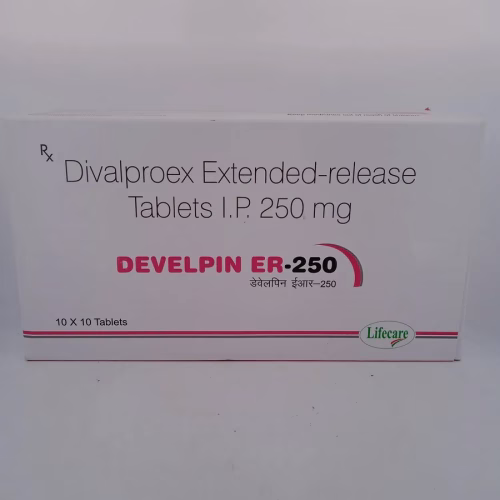 Rx
Divalproex Extended-release
Tablets I.P. 250 mg
DEVELPIN ER-250
डेवेलपिन ईआर–250
10 X 10 Tablets
Lifecare